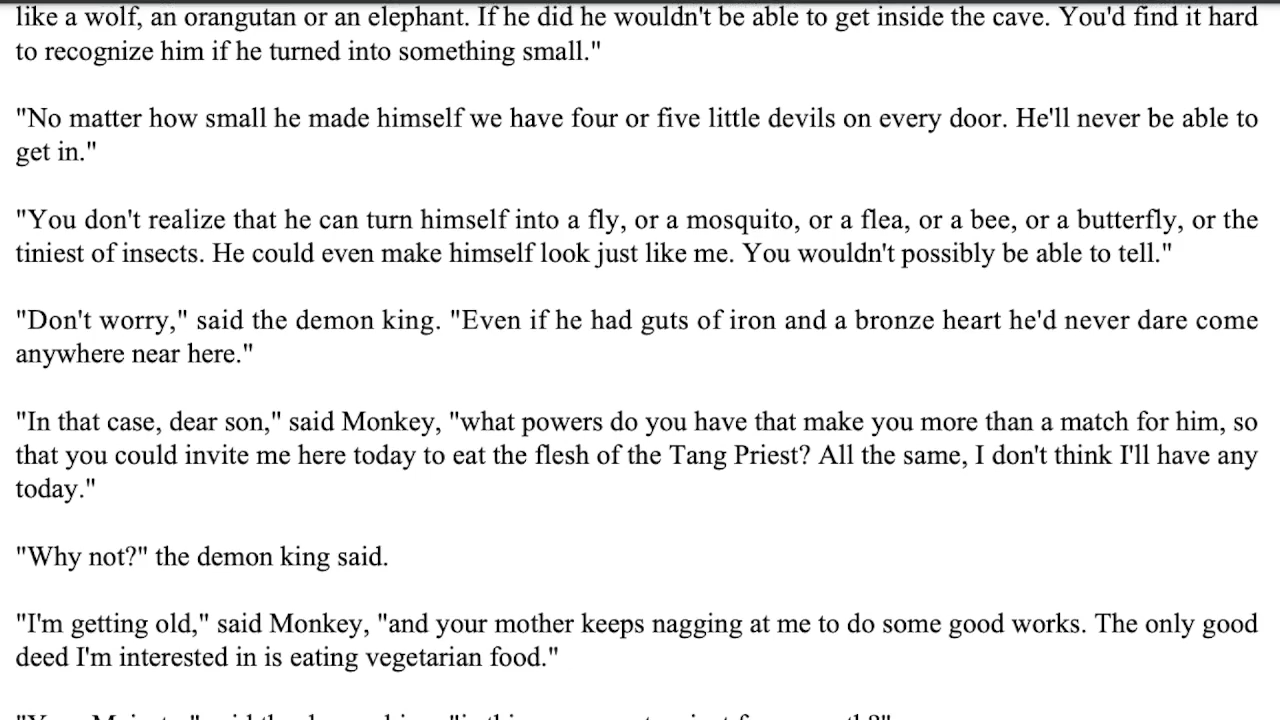 like a wolf, an orangutan or an elephant. If he did he wouldn't be able to get inside the cave. You'd find it hard
to recognize him if he turned into something small."
"No matter how small he made himself we have four or five little devils on every door. He'll never be able to
get in."
"You don't realize that he can turn himself into a fly, or a mosquito, or a flea, or a bee, or a butterfly, or the
tiniest of insects. He could even make himself look just like me. You wouldn't possibly be able to tell."
"Don't worry," said the demon king. "Even if he had guts of iron and a bronze heart he'd never dare come
anywhere near here."
"In that case, dear son," said Monkey, "what powers do you have that make you more than a match for him, so
that you could invite me here today to eat the flesh of the Tang Priest? All the same, I don't think I'll have any
today."
"Why not?" the demon king said.
"I'm getting old," said Monkey, "and your mother keeps nagging at me to do some good works. The only good
deed I'm interested in is eating vegetarian food."